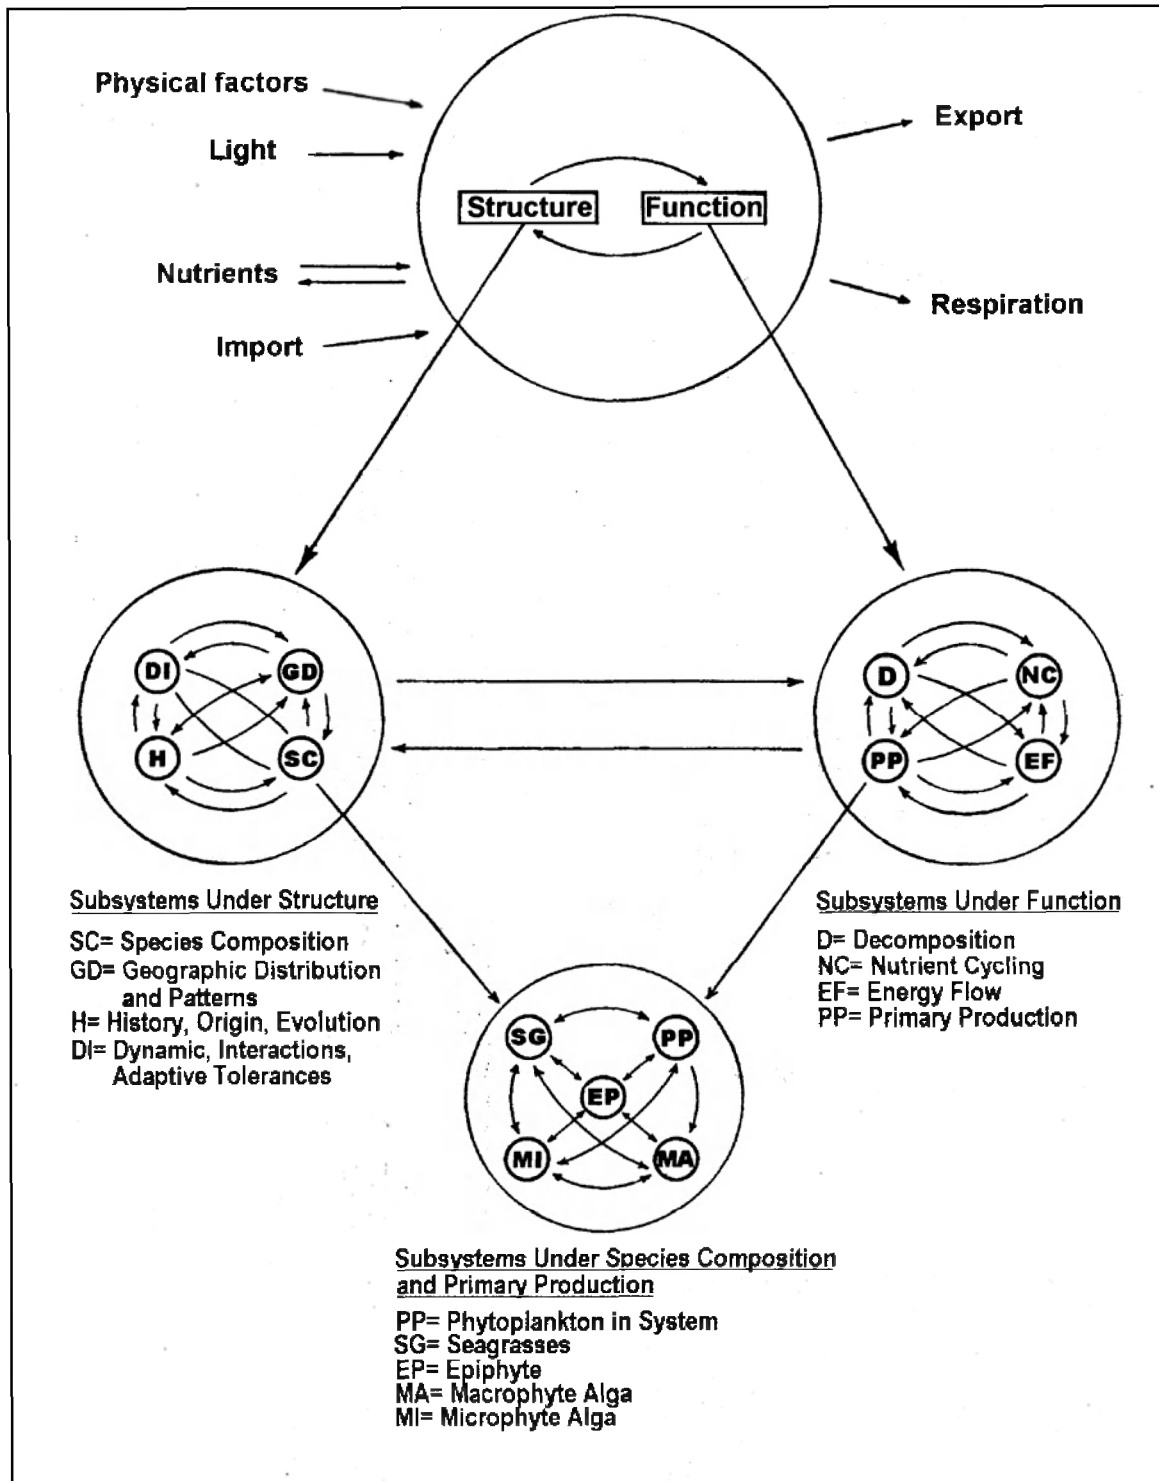 Physical factors
Export
Light
Structure
Function
Nutrients
Respiration
Import
DI
GD
H
SC
D
NC
PP
EF
Subsystems Under Structure
SC= Species Composition
GD= Geographic Distribution
and Patterns
H= History, Origin, Evolution
DI= Dynamic, Interactions,
Adaptive Tolerances
Subsystems Under Function
D= Decomposition
NC= Nutrient Cycling
EF= Energy Flow
PP= Primary Production
SG
PP
EP
MI
MA
Subsystems Under Species Composition
and Primary Production
PP= Phytoplankton in System
SG= Seagrasses
EP= Epiphyte
MA= Macrophyte Alga
MI= Microphyte Alga